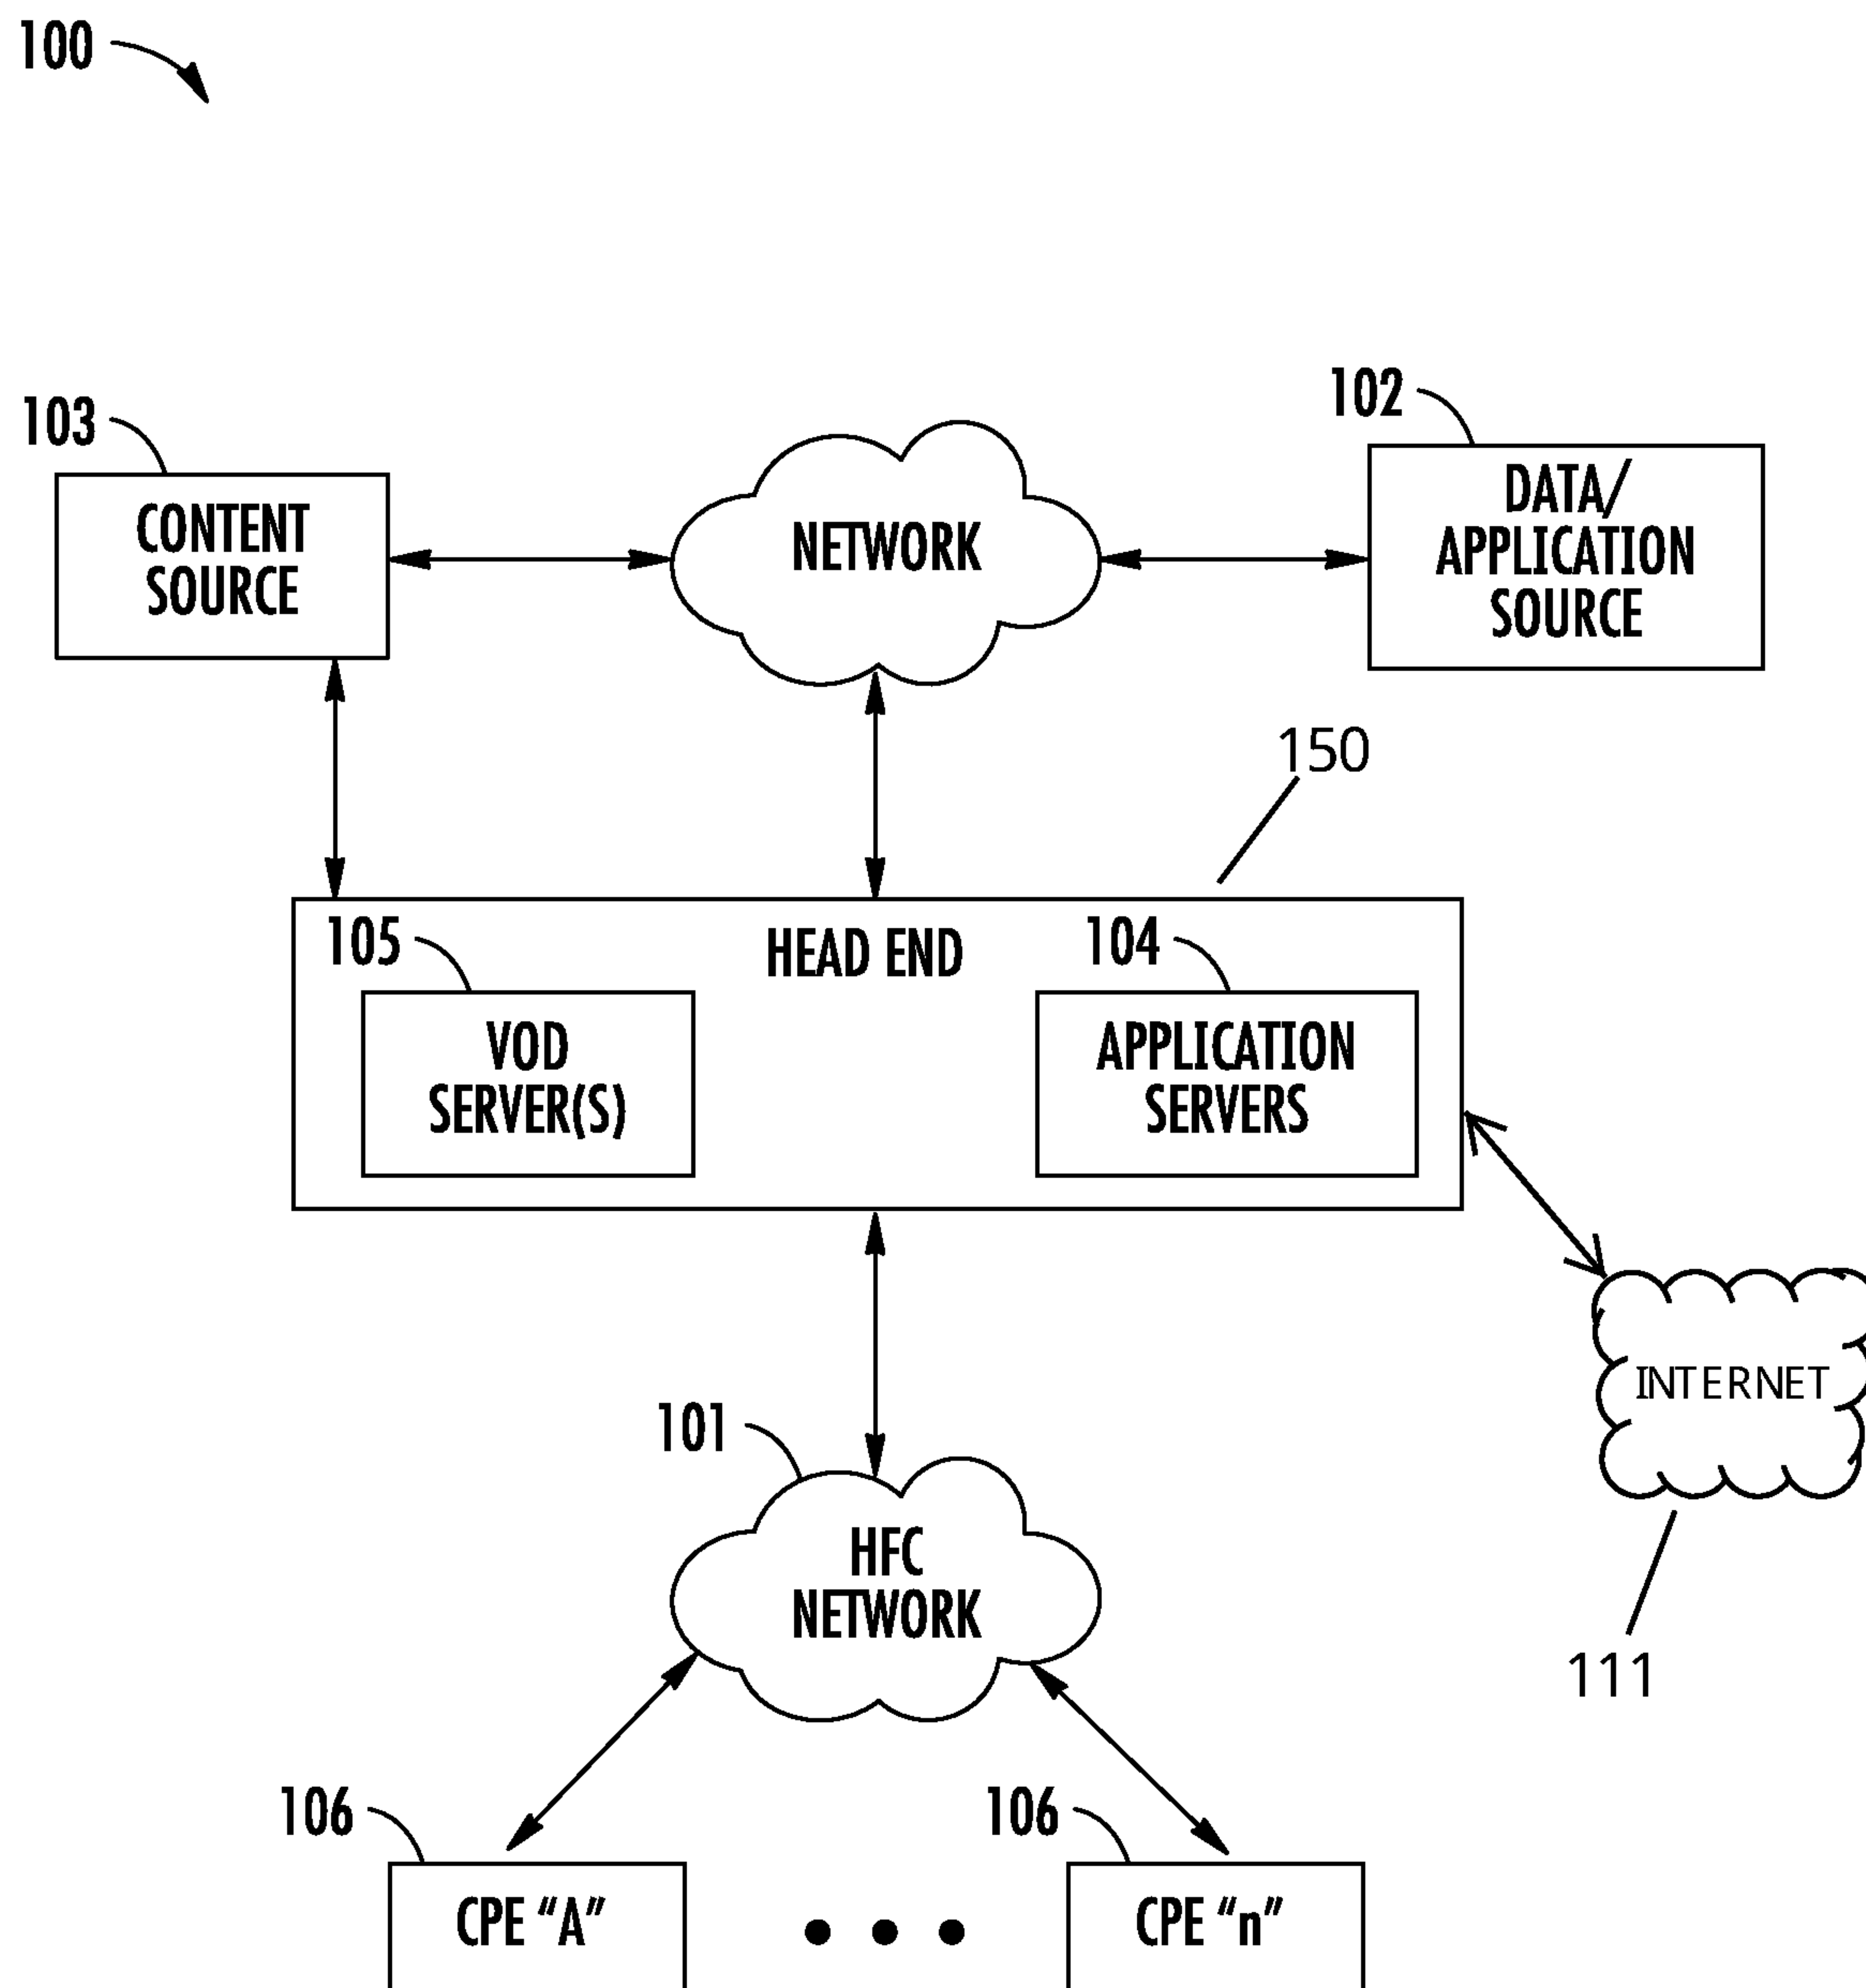 100
103
102
CONTENT
SOURCE
NETWORK
DATA/
APPLICATION
SOURCE
150
105
HEAD END
104
VOD
SERVER(S)
APPLICATION
SERVERS
INTERNET
101
HFC
NETWORK
111
106
106
CPE “A”
CPE “n”